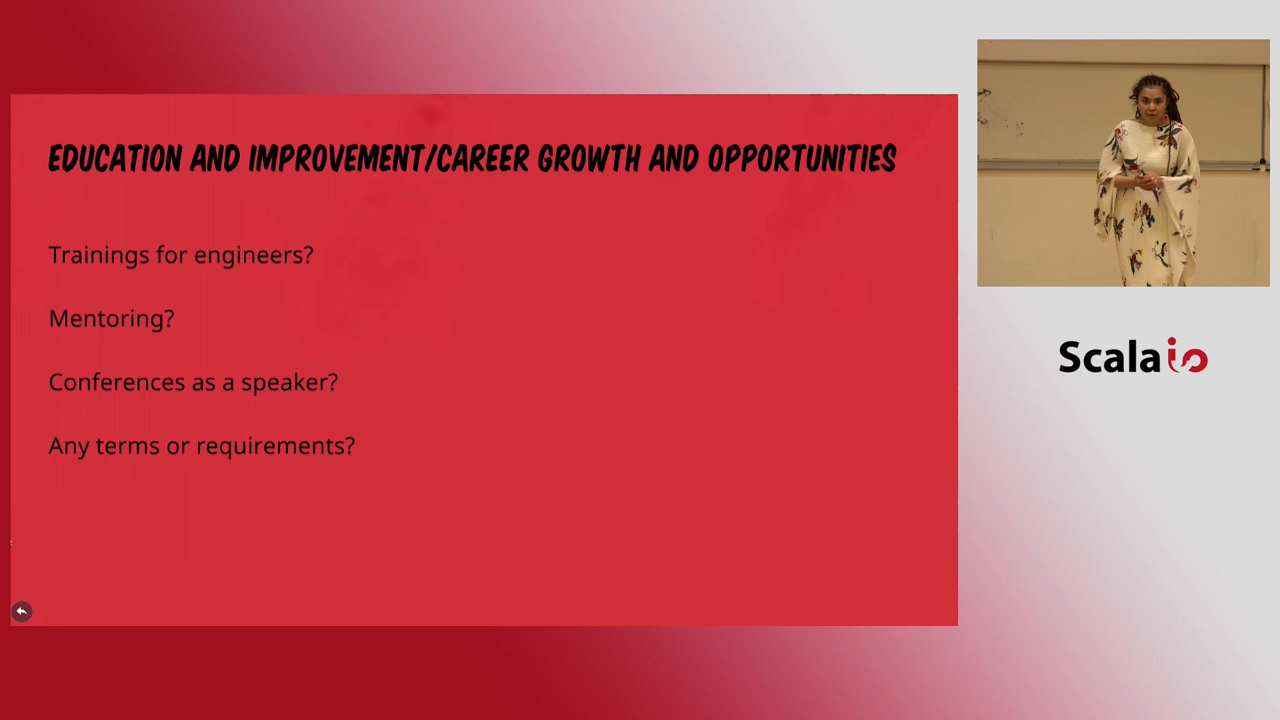 EDUCATION AND IMPROVEMENT/CAREER GROWTH AND OPPORTUNITIES
Trainings for engineers?
Mentoring?
Conferences as a speaker?
Any terms or requirements?
Scala io